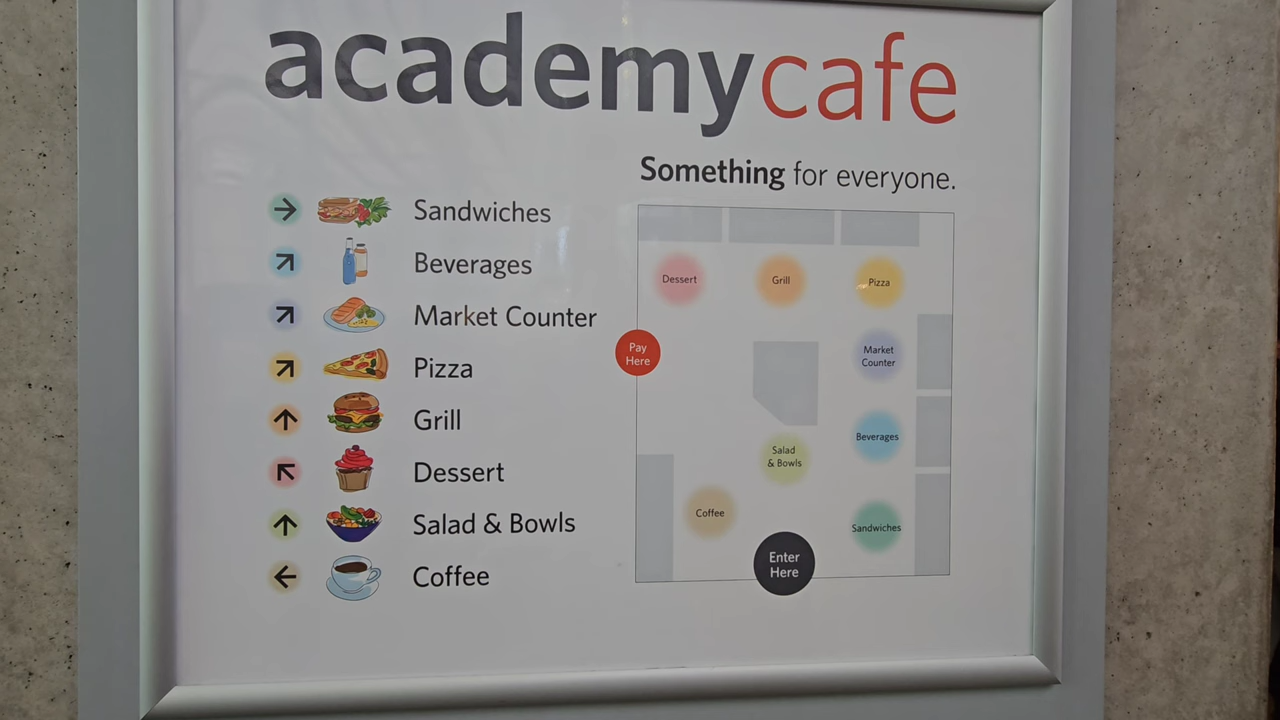 academycafe
Something for everyone.
Sandwiches
Beverages
Market Counter
Pizza
Grill
Dessert
Salad & Bowls
Coffee
Dessert
Grill
Pizza
Pay
Here
Market
Counter
Beverages
Salad
& Bowls
Coffee
Sandwiches
Enter
Here